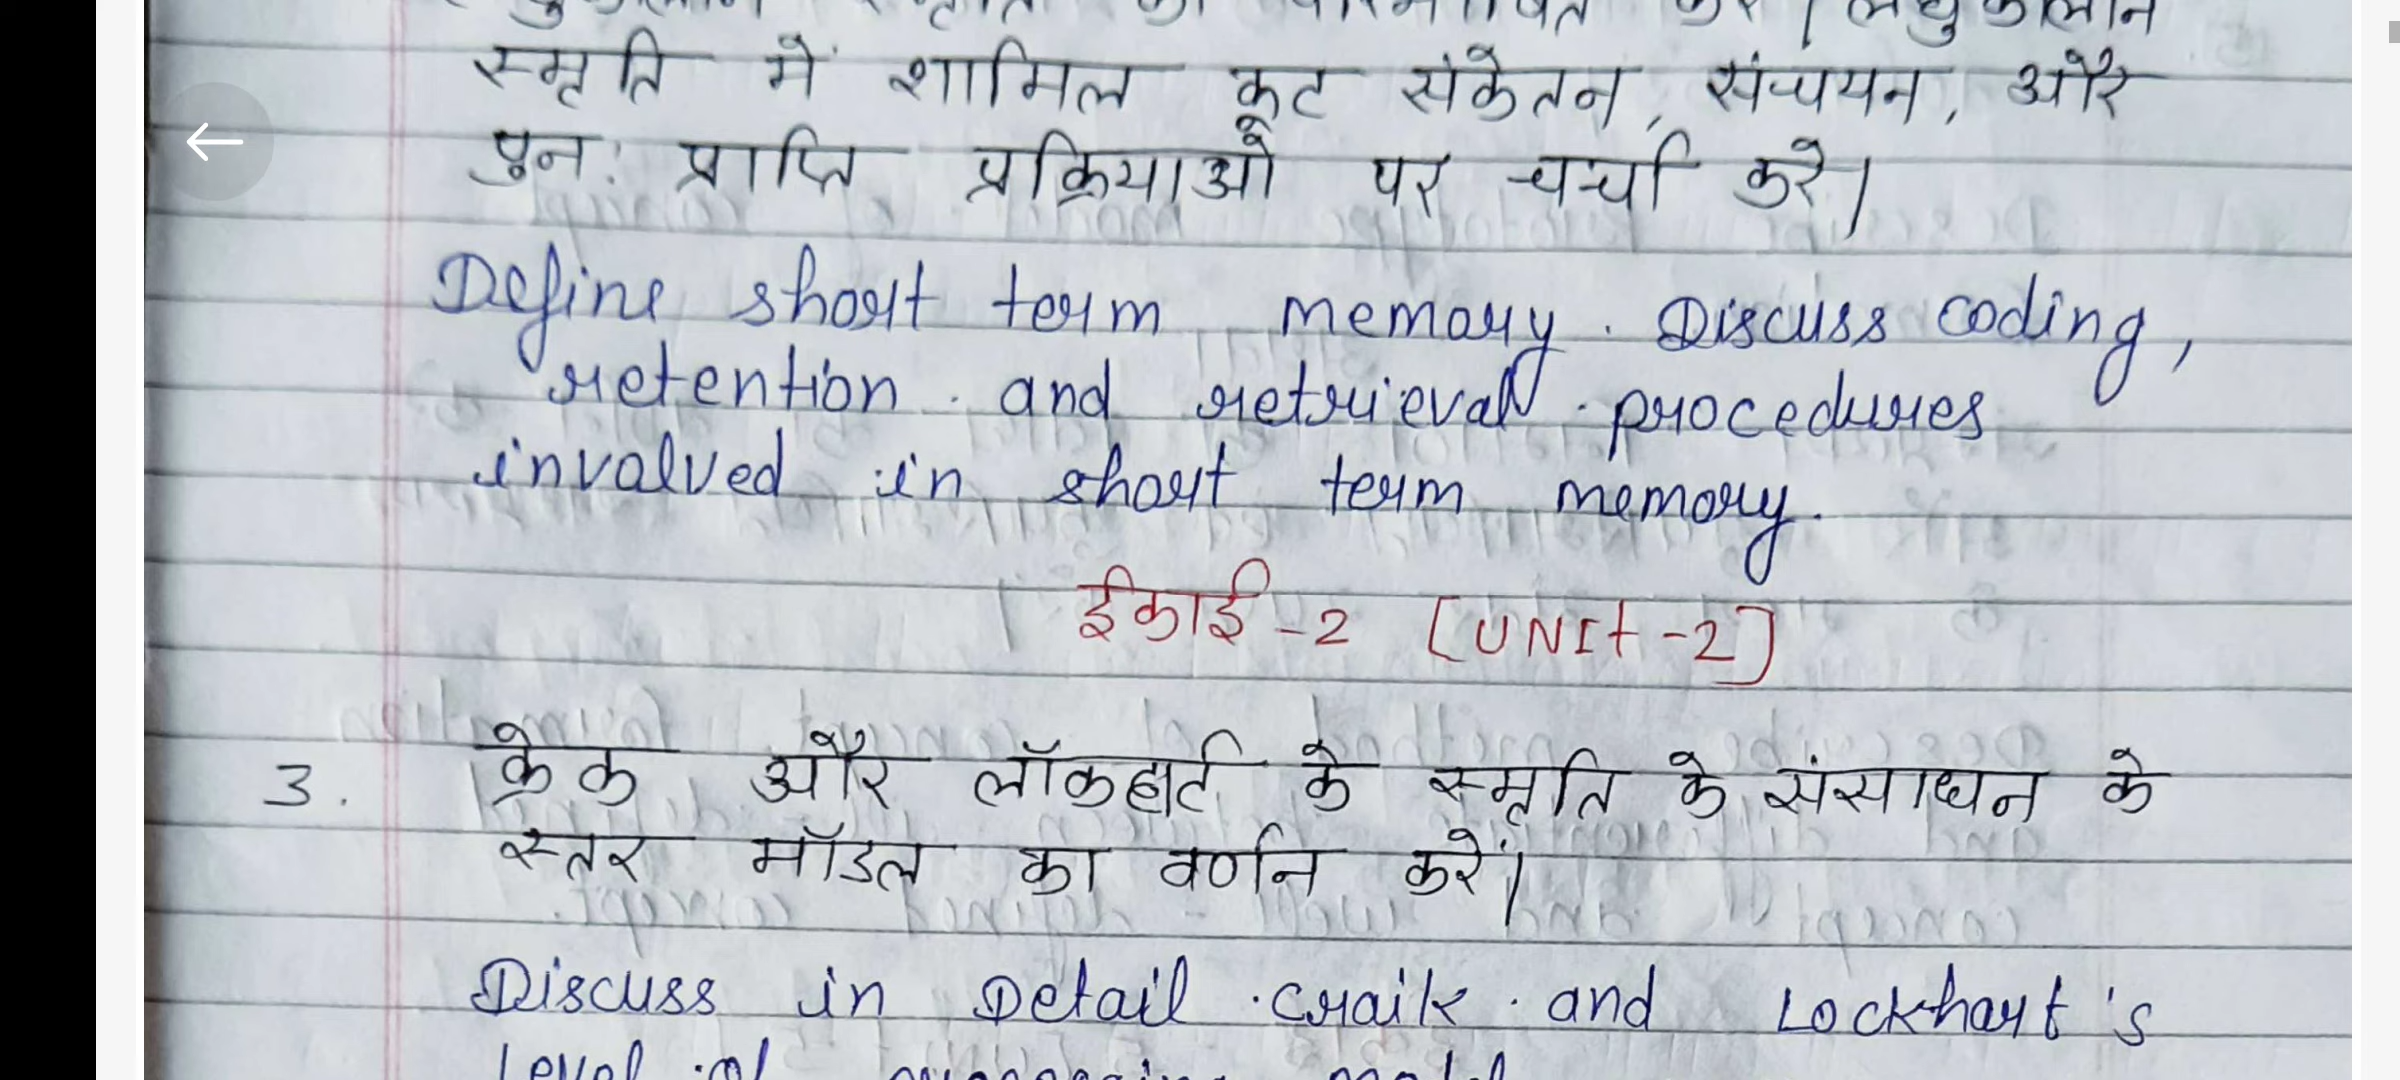 स्मृति में शामिल कूट संकेतन, संचयन, और
पुन: प्राप्ति प्रक्रियाओं पर चर्चा करे।
Define short term memory. Discuss coding,
retention and retrieval procedures
invalved in short term memory.
ईकाई-2 [UNIt-2]
3. क्रेक और लॉकहार्ट के स्मृति के संसाधन के
स्तर मॉडल का वर्णन करें।
Discuss in Detail craik and Lockhart's